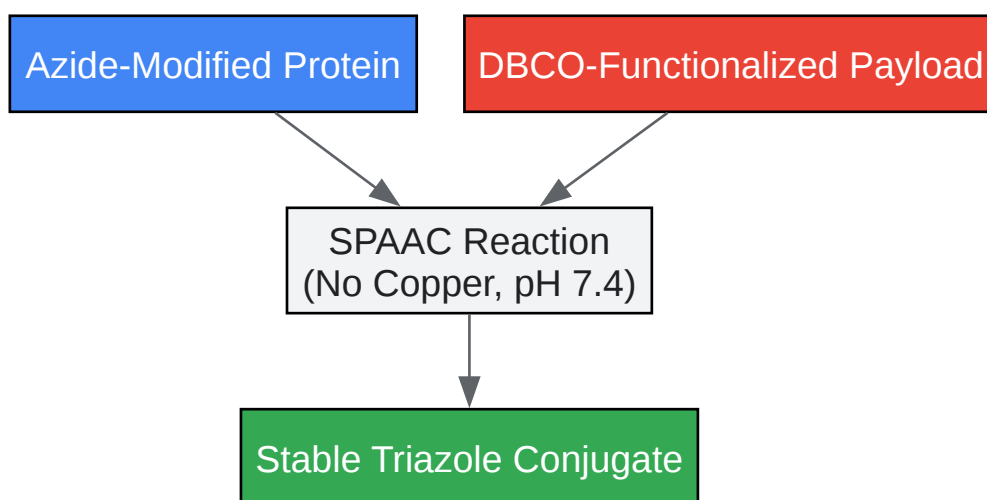 Azide-Modified Protein
DBCO-Functionalized Payload
SPAAC Reaction
(No Copper, pH 7.4)
Stable Triazole Conjugate